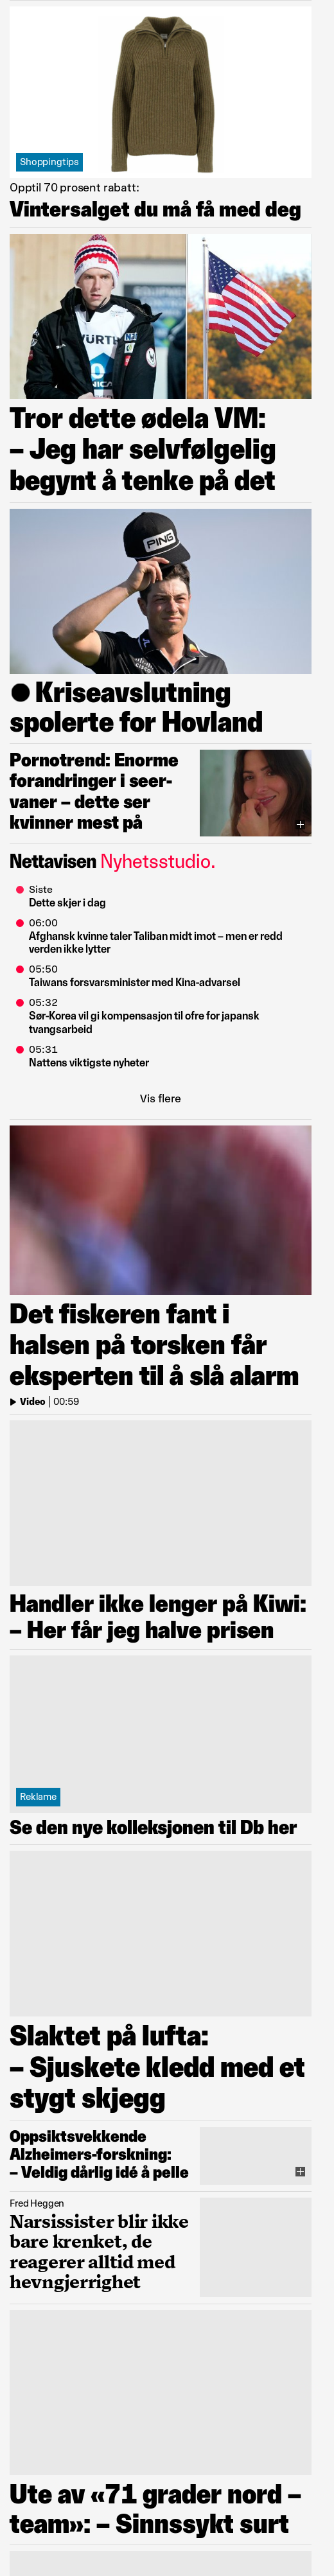 Shoppingtips
Opptil 70 prosent rabatt:
Vintersalget du må få med deg
WÜRTH
Tror dette ødela VM:
– Jeg har selvfølgelig
begynt å tenke på det
PING
Kriseavslutning
spolerte for Hovland
Pornotrend: Enorme
forandringer i seer-
vaner – dette ser
kvinner mest på
Nettavisen Nyhetsstudio.
Siste
Dette skjer i dag
06:00
Afghansk kvinne taler Taliban midt imot – men er redd
verden ikke lytter
05:50
Taiwans forsvarsminister med Kina-advarsel
05:32
Sør-Korea vil gi kompensasjon til ofre for japansk
tvangsarbeid
05:31
Nattens viktigste nyheter
Vis flere
Det fiskeren fant i
halsen på torsken får
eksperten til å slå alarm
Video | 00:59
Handler ikke lenger på Kiwi:
– Her får jeg halve prisen
Reklame
Se den nye kolleksjonen til Db her
Slaktet på lufta:
– Sjuskete kledd med et
stygt skjegg
Oppsiktsvekkende
Alzheimers-forskning:
– Veldig dårlig idé å pelle
Fred Heggen
Narsissister blir ikke
bare krenket, de
reagerer alltid med
hevngjerrighet
Ute av «71 grader nord –
team»: – Sinnssykt surt